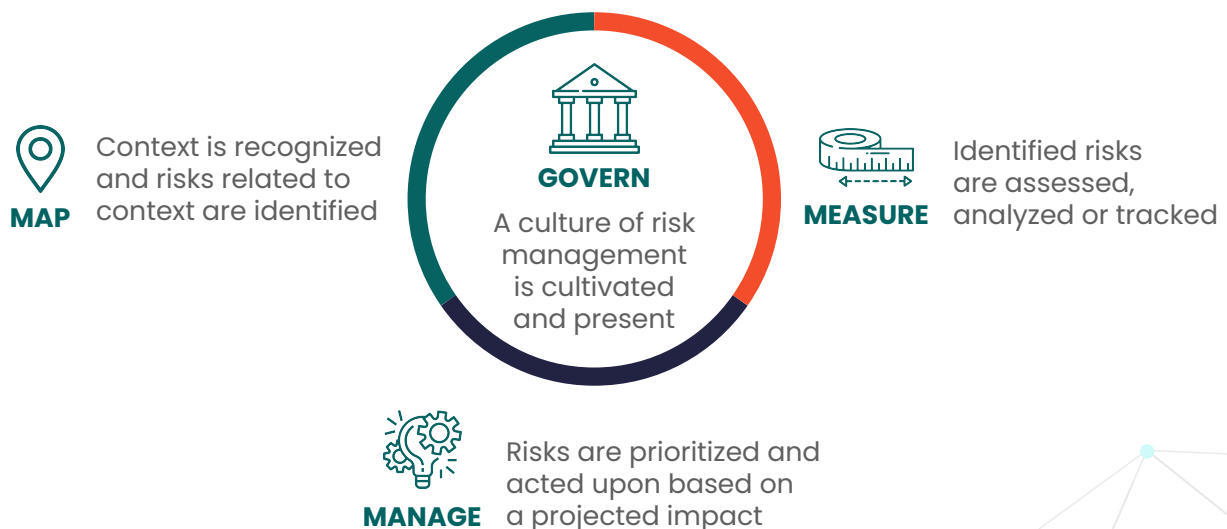 GOVERN
A culture of risk
management
is cultivated
and present
MAP
Context is recognized
and risks related to
context are identified
MEASURE
Identified risks
are assessed,
analyzed or tracked
MANAGE
Risks are prioritized and
acted upon based on
a projected impact